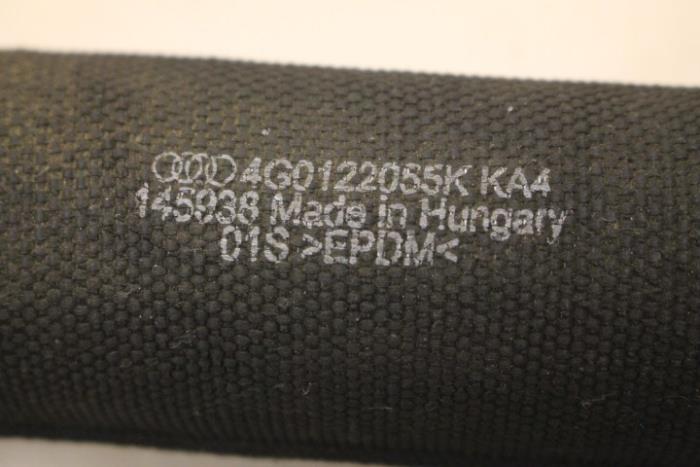 4G0122055K KA4
145938 Made in Hungary
01S >EPDM<